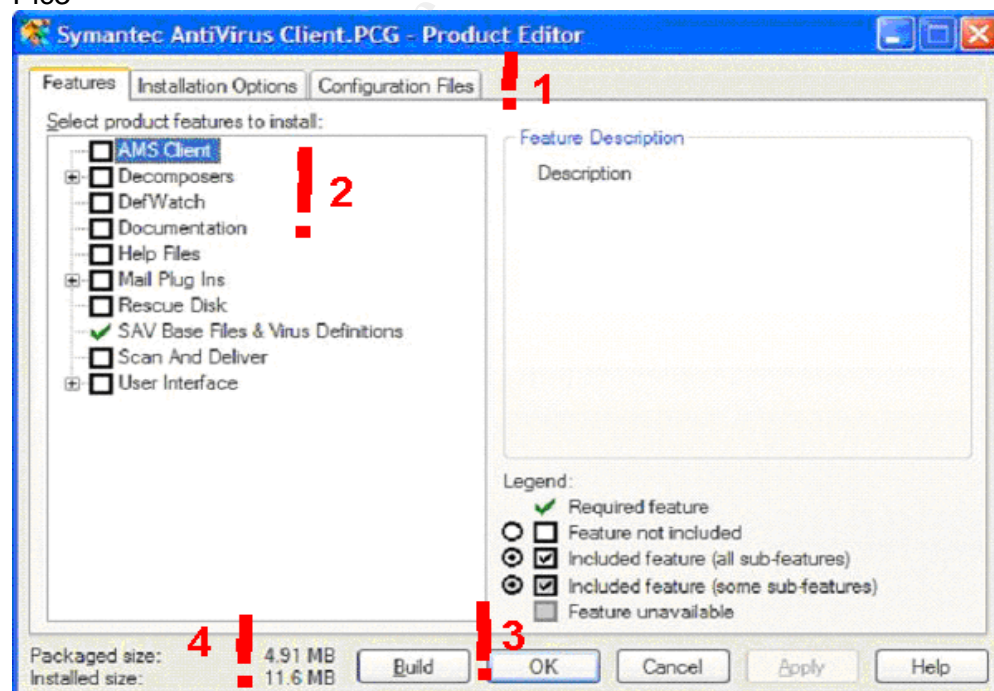 Symantec AntiVirus Client.PCG - Product Editor
Features Installation Options Configuration Files
! 1
Select product features to install:
AMS Client
Decomposers
DefWatch
Documentation
Help Files
Mail Plug Ins
Rescue Disk
SAV Base Files & Virus Definitions
Scan And Deliver
User Interface
! 2
Feature Description
Description
Legend:
Required feature
Feature not included
Included feature (all sub-features)
Included feature (some sub-features)
Feature unavailable
! 3
4 !
Packaged size: 4.91 MB
Installed size: 11.6 MB
Build OK Cancel Apply Help